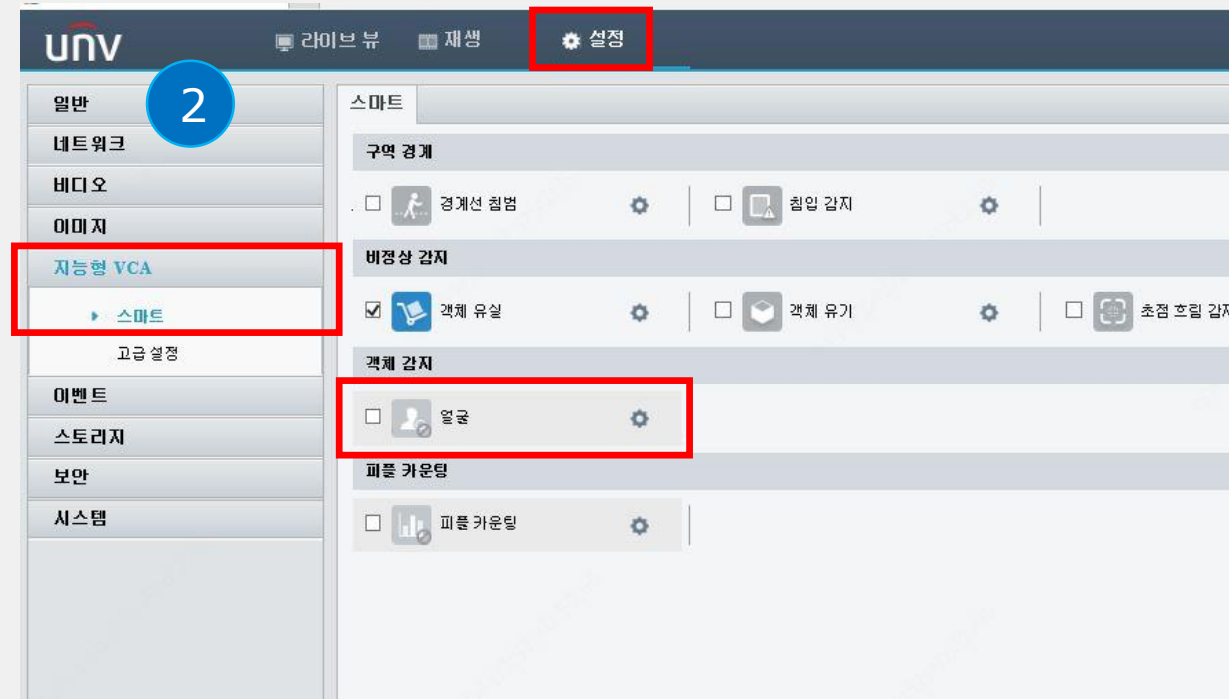 unv
라이브 뷰 재생 설정
2
일반
네트워크
비디오
이미지
지능형 VCA
스마트
고급 설정
이벤트
스토리지
보안
시스템
스마트
구역 경계
경계선 침범 침입 감지
비정상 감지
객체 유실 객체 유기 초점 흐림 감지
객체 감지
얼굴
피플 카운팅
피플 카운팅